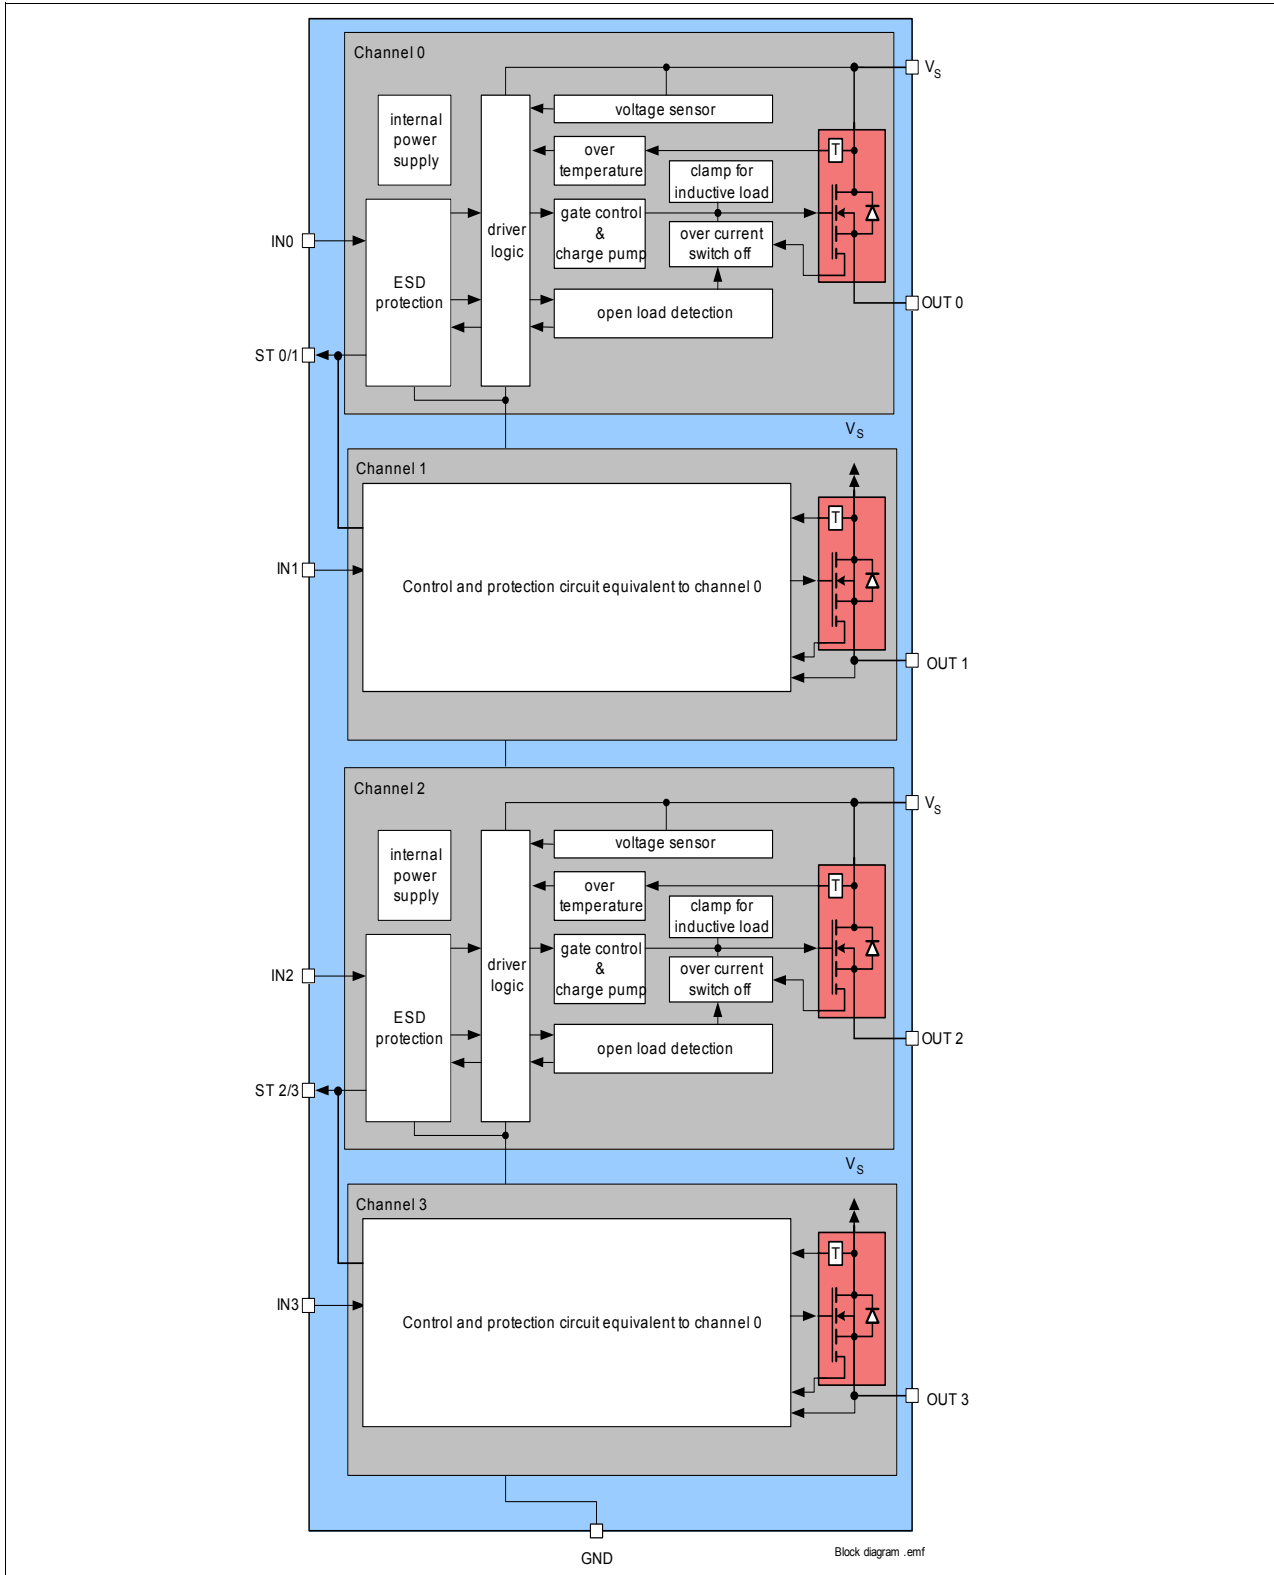 Channel 0
V_S
internal
power
supply
voltage sensor
over
temperature
T
clamp for
inductive load
driver
logic
gate control
&
charge pump
over current
switch off
IN0
ESD
protection
open load detection
OUT 0
ST 0/1
V_S
Channel 1
T
IN1
Control and protection circuit equivalent to channel 0
OUT 1
Channel 2
V_S
internal
power
supply
voltage sensor
over
temperature
T
clamp for
inductive load
driver
logic
gate control
&
charge pump
over current
switch off
IN2
ESD
protection
open load detection
OUT 2
ST 2/3
V_S
Channel 3
T
IN3
Control and protection circuit equivalent to channel 0
OUT 3
GND
Block diagram .emf